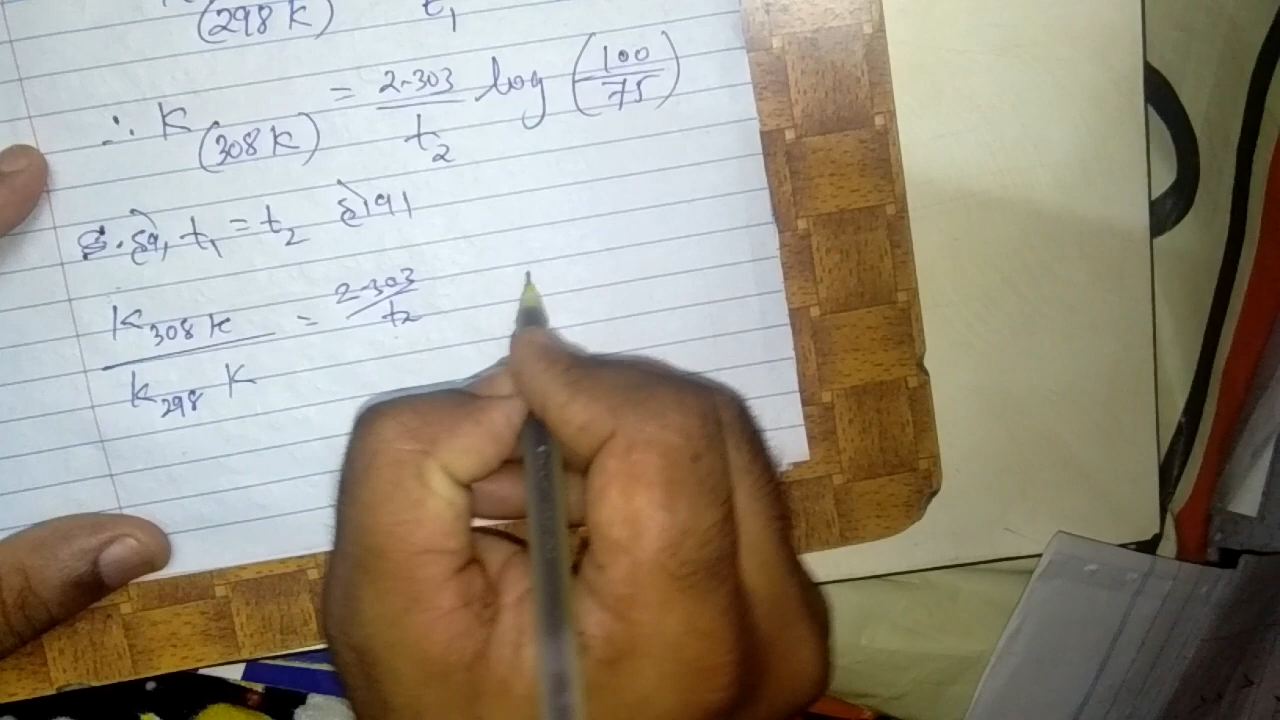 (298 K) t₁
∴ K (308 K) = 2.303 / t₂ log (100 / 75)
t₁ = t₂
K₃₀₈ K / K₂₉₈ K = 2.303 / t₂